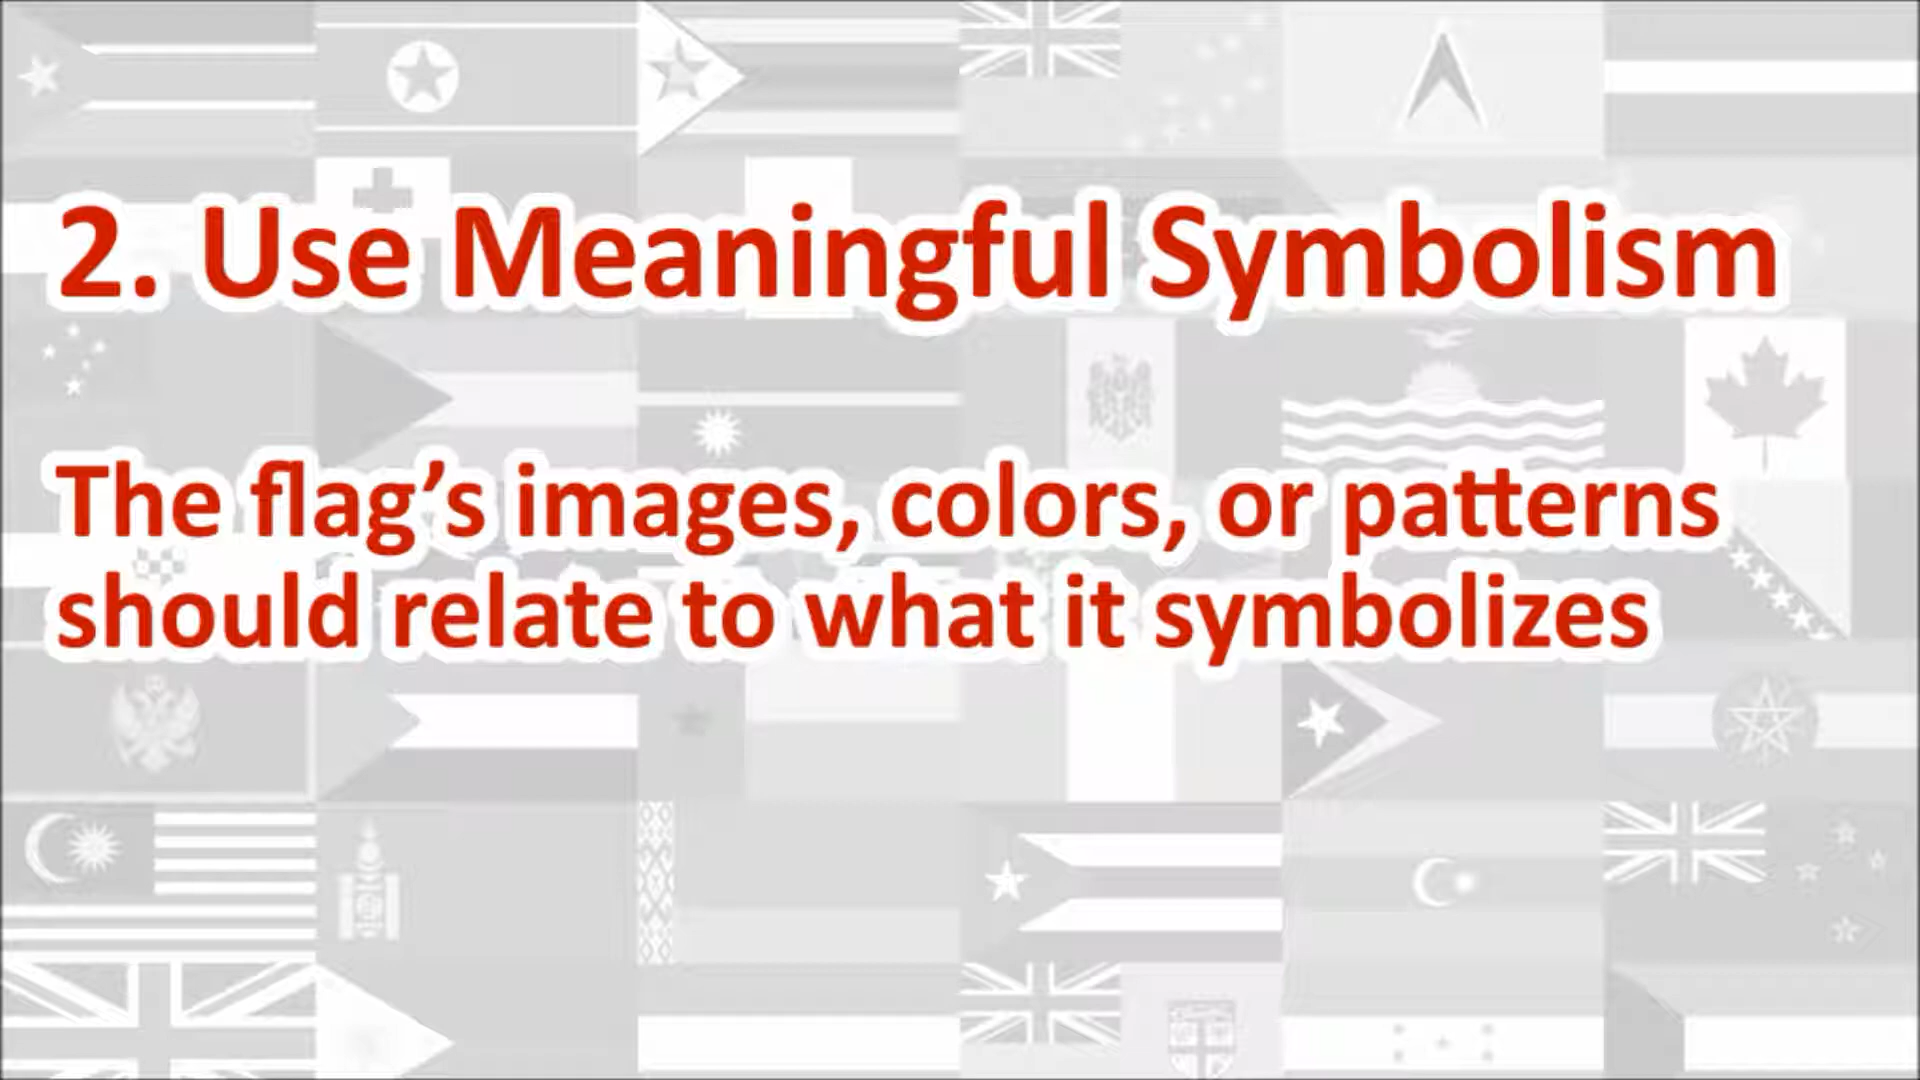 2. Use Meaningful Symbolism
The flag’s images, colors, or patterns
should relate to what it symbolizes